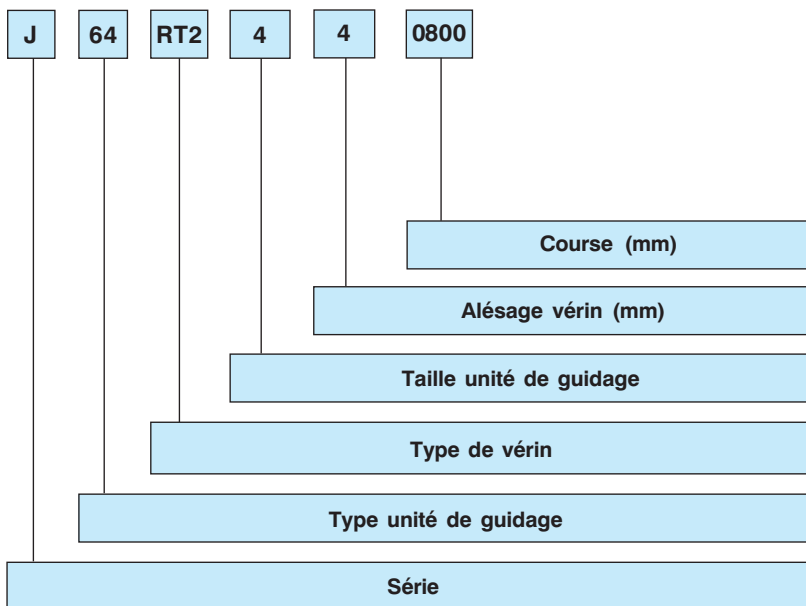 J 64 RT2 4 4 0800
Course (mm)
Alésage vérin (mm)
Taille unité de guidage
Type de vérin
Type unité de guidage
Série